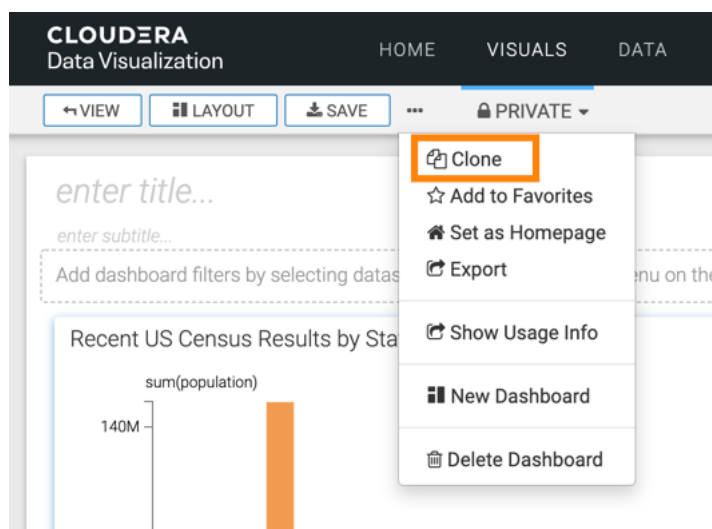 CLOUDERA
Data Visualization
HOME VISUALS DATA
VIEW LAYOUT SAVE ... PRIVATE
Clone
Add to Favorites
Set as Homepage
Export
Show Usage Info
New Dashboard
Delete Dashboard
enter title...
enter subtitle...
Add dashboard filters by selecting datas enu on the
Recent US Census Results by Sta
sum(population)
140M